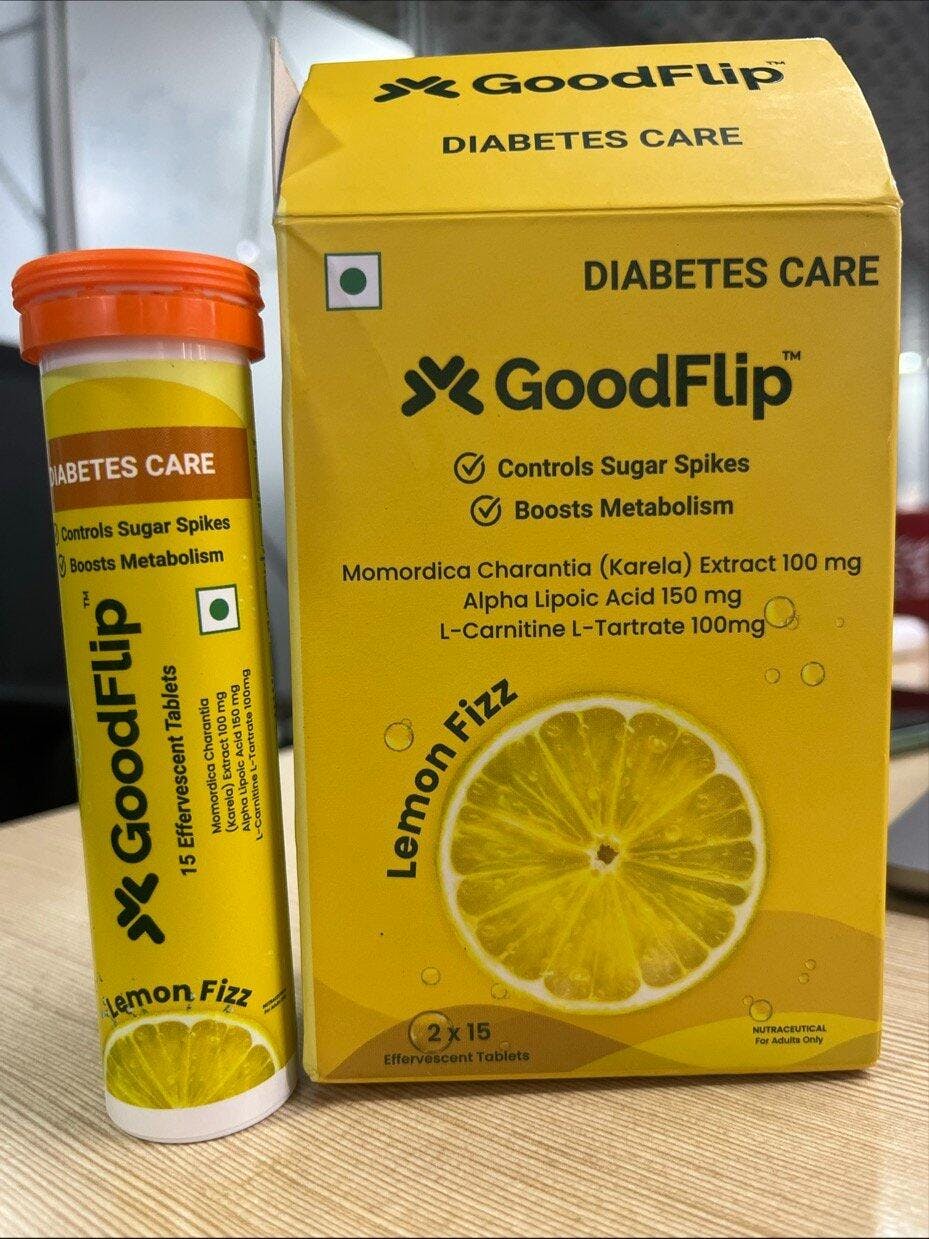 GoodFlip™
DIABETES CARE
DIABETES CARE
GoodFlip™
Controls Sugar Spikes
Boosts Metabolism
Momordica Charantia (Karela) Extract 100 mg
Alpha Lipoic Acid 150 mg
L-Carnitine L-Tartrate 100mg
Lemon Fizz
2 x 15
Effervescent Tablets
NUTRACEUTICAL
For Adults Only
DIABETES CARE
Controls Sugar Spikes
Boosts Metabolism
GoodFlip™
15 Effervescent Tablets
Momordica Charantia
(Karela) Extract 100 mg
Alpha Lipoic Acid 150 mg
L-Carnitine L-Tartrate 100mg
Lemon Fizz